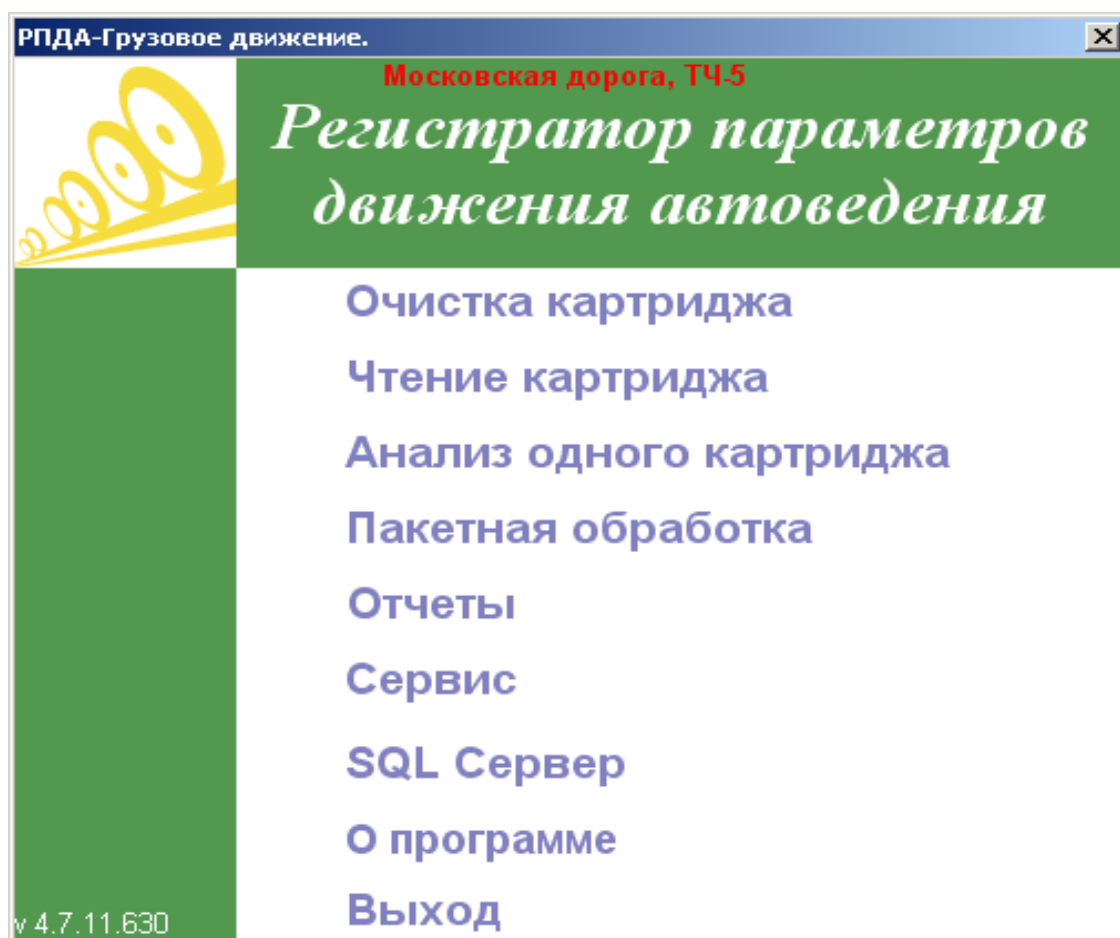 РПДА-Грузовое движение.
Московская дорога, ТЧ-5
Регистратор параметров
движения автоведения
Очистка картриджа
Чтение картриджа
Анализ одного картриджа
Пакетная обработка
Отчеты
Сервис
SQL Сервер
О программе
Выход
v 4.7.11.630